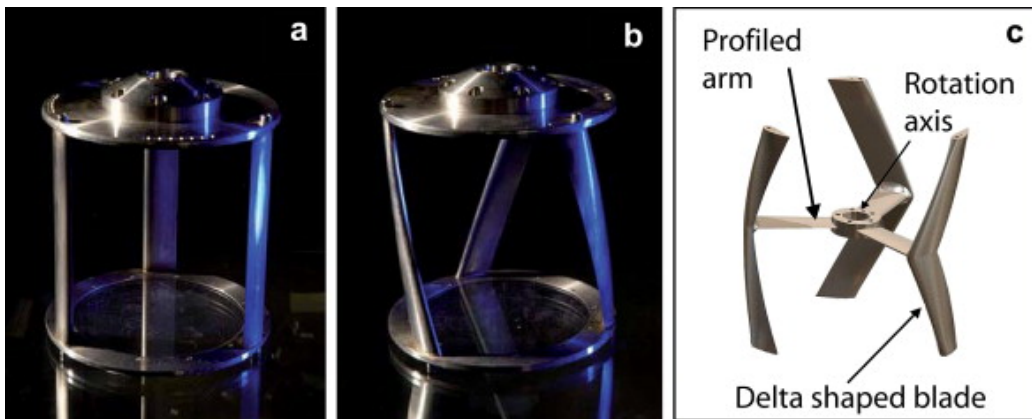 a
b
c
Profiled
arm
Rotation
axis
Delta shaped blade